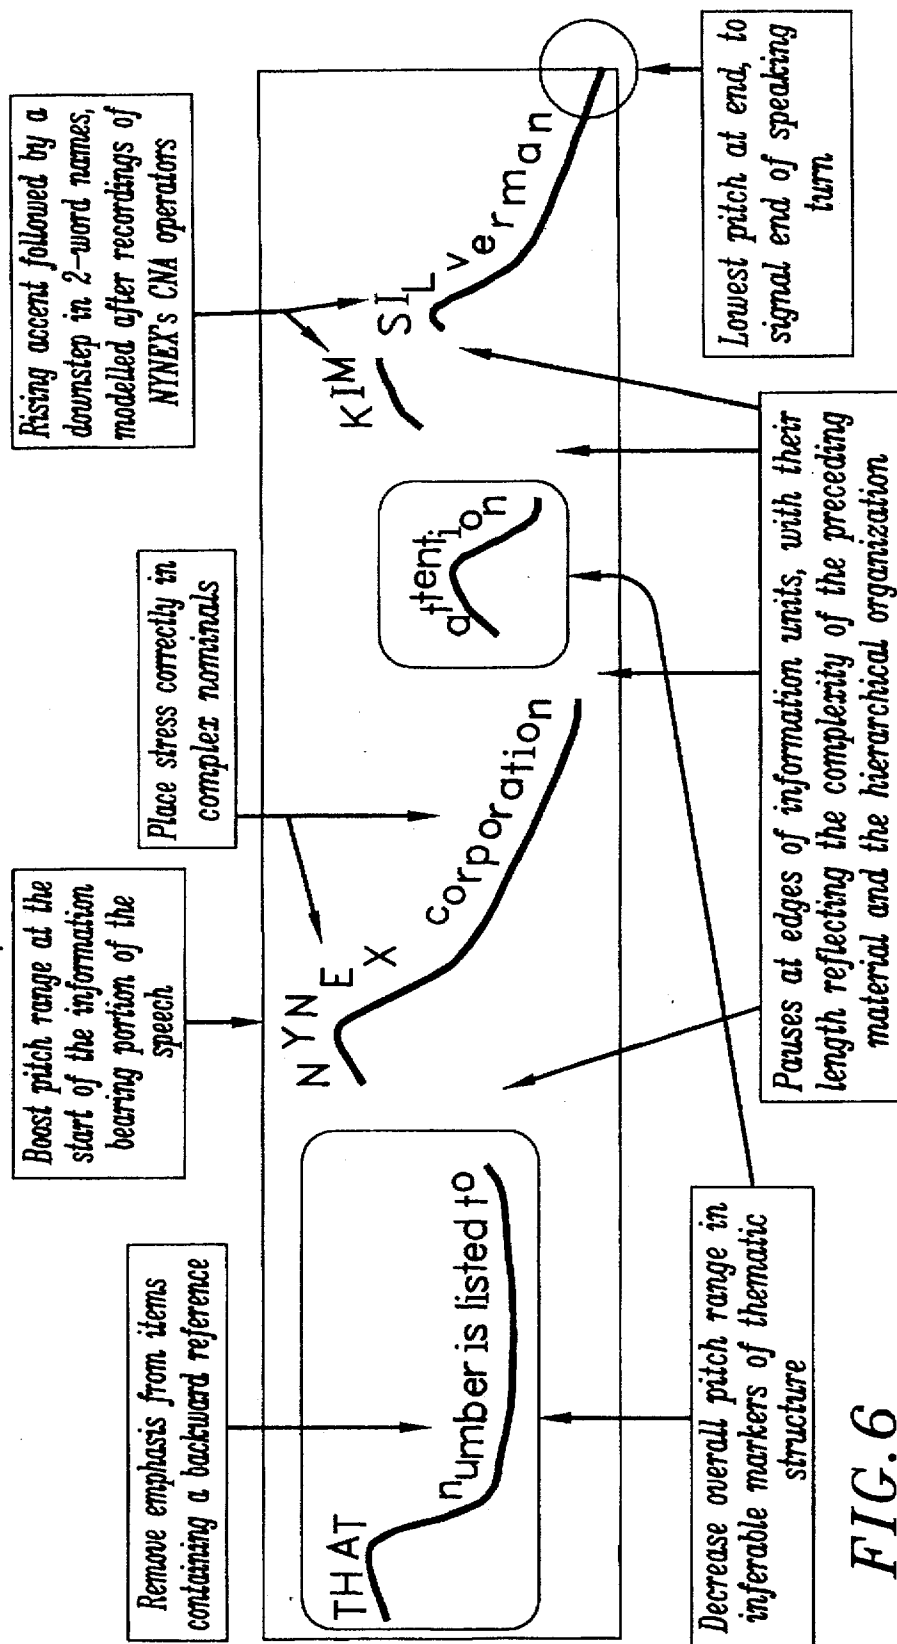 Remove emphasis from items
containing a backward reference
Boost pitch range at the
start of the information
bearing portion of the
speech
Place stress correctly in
complex nominals
Rising accent followed by a
downstep in 2-word names,
modelled after recordings of
NYNEX's CNA operators
THAT number is listed to
NYNEX corporation
attention
KIM SILverman
Decrease overall pitch range in
inferable markers of thematic
structure
Pauses at edges of information units, with their
length reflecting the complexity of the preceding
material and the hierarchical organization
Lowest pitch at end, to
signal end of speaking
turn
FIG.6